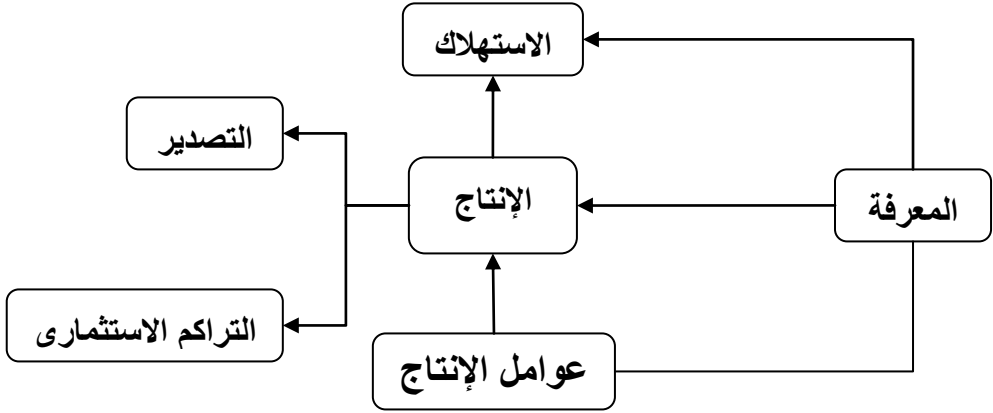 الاستهلاك
التصدير
الإنتاج
المعرفة
التراكم الاستثمارى
عوامل الإنتاج